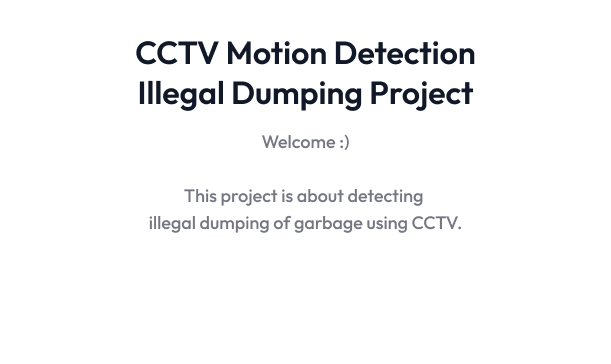 CCTV Motion Detection
Illegal Dumping Project
Welcome :)
This project is about detecting
illegal dumping of garbage using CCTV.